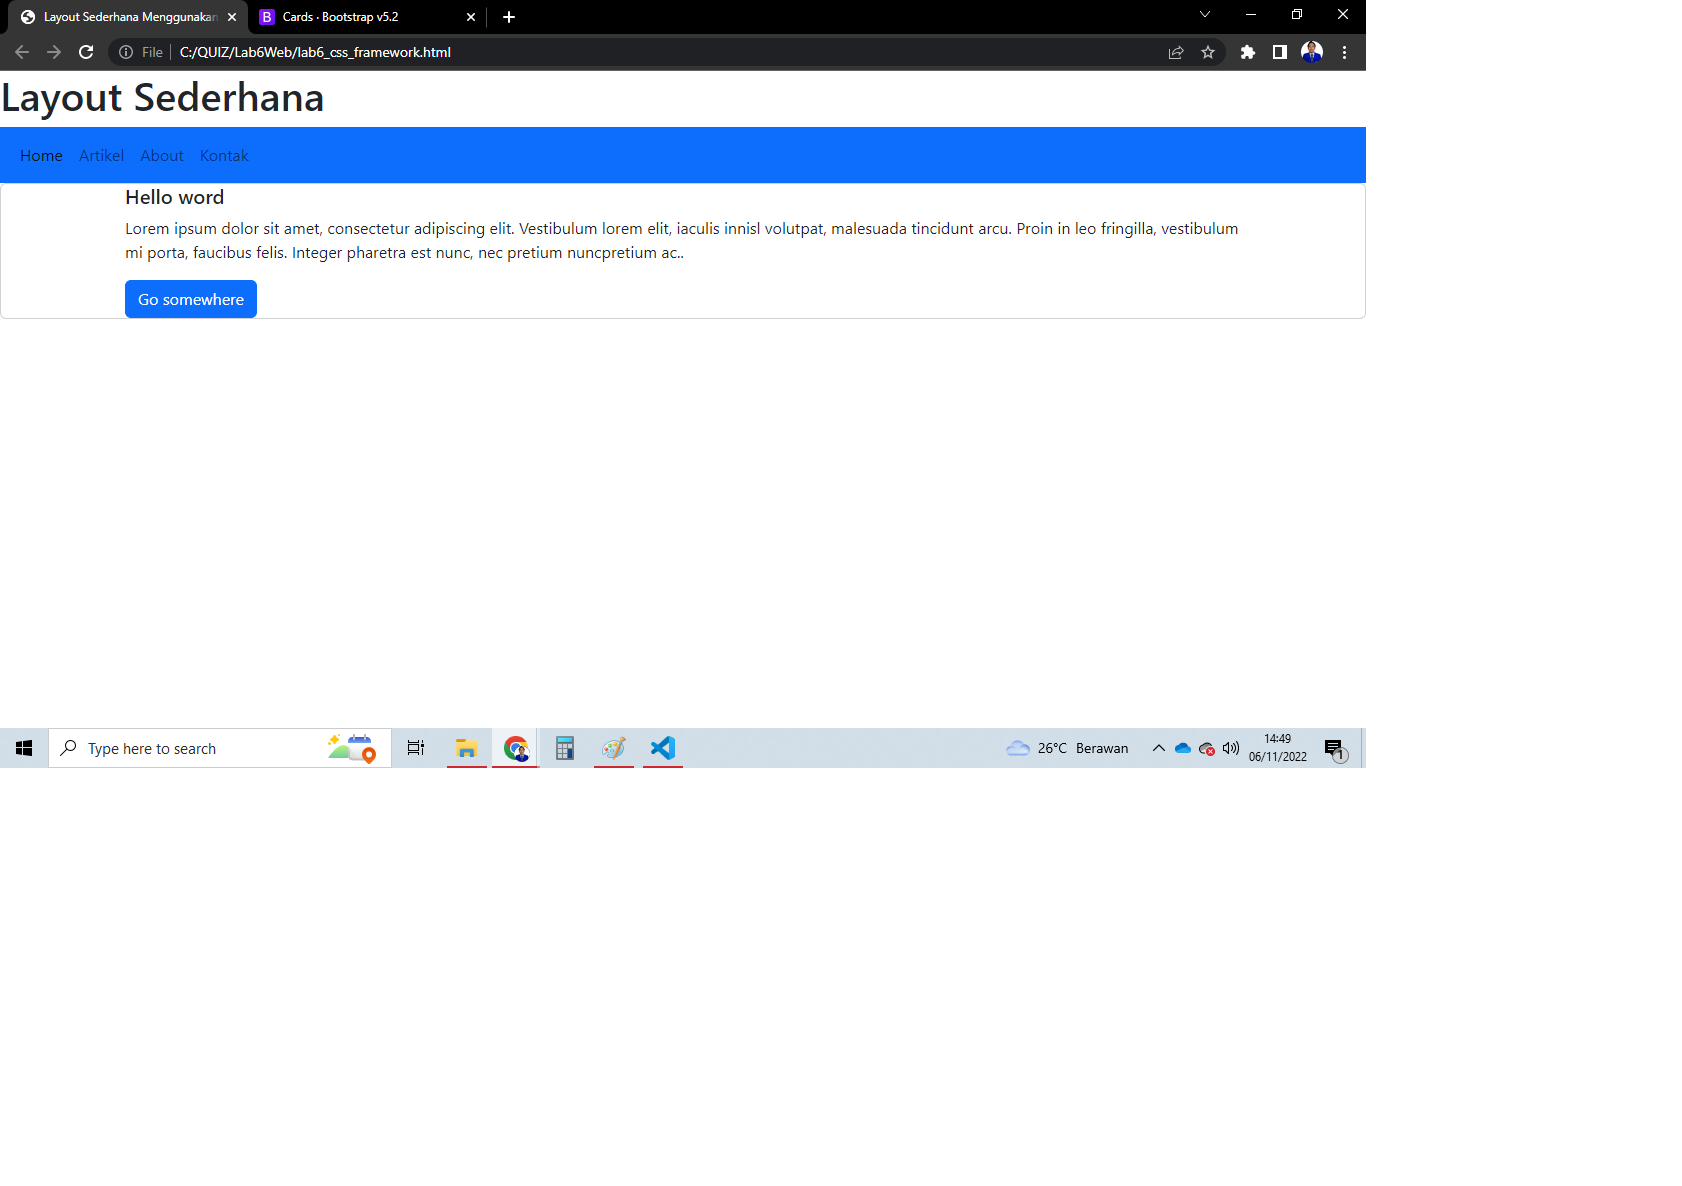 Layout Sederhana Menggunakan
Cards · Bootstrap v5.2
File
C:/QUIZ/Lab6Web/lab6_css_framework.html
Layout Sederhana
Home Artikel About Kontak
Hello word
Lorem ipsum dolor sit amet, consectetur adipiscing elit. Vestibulum lorem elit, iaculis innisl volutpat, malesuada tincidunt arcu. Proin in leo fringilla, vestibulum
mi porta, faucibus felis. Integer pharetra est nunc, nec pretium nuncpretium ac..
Go somewhere
Type here to search
26°C Berawan
14:49
06/11/2022
1